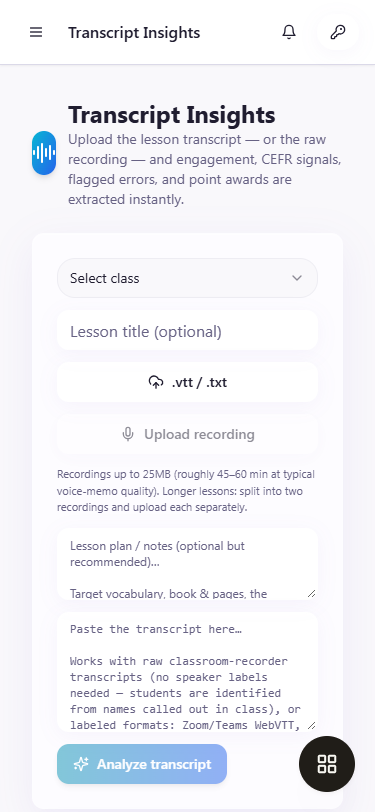 Transcript Insights
Transcript Insights
Upload the lesson transcript — or the raw
recording — and engagement, CEFR signals,
flagged errors, and point awards are
extracted instantly.
Select class
Lesson title (optional)
.vtt / .txt
Upload recording
Recordings up to 25MB (roughly 45–60 min at typical
voice-memo quality). Longer lessons: split into two
recordings and upload each separately.
Lesson plan / notes (optional but
recommended)...
Target vocabulary, book & pages, the
Paste the transcript here…
Works with raw classroom-recorder
transcripts (no speaker labels
needed — students are identified
from names called out in class), or
labeled formats: Zoom/Teams WebVTT,
Analyze transcript